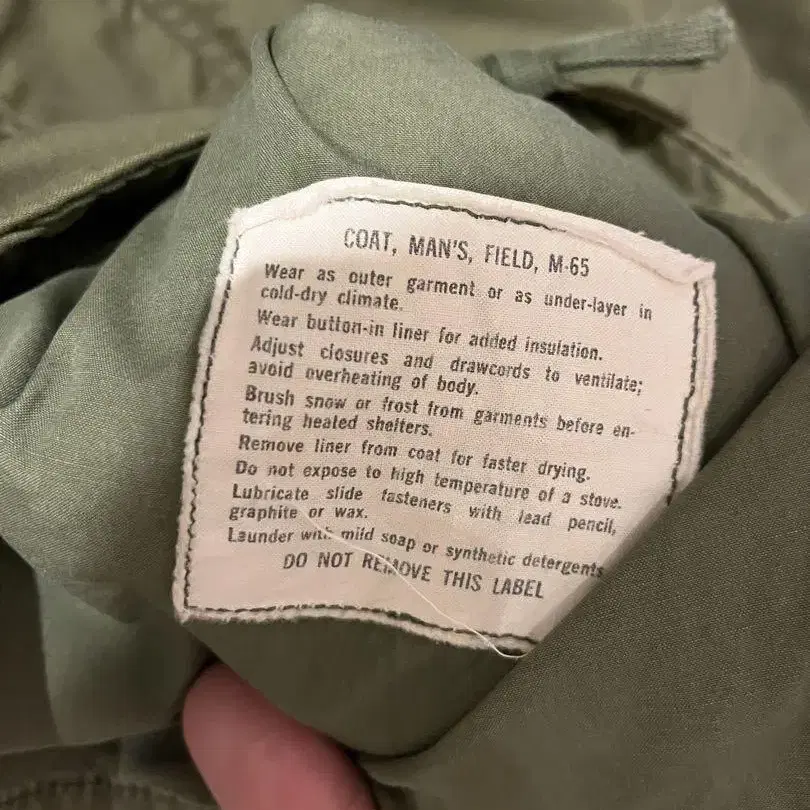 COAT, MAN'S, FIELD, M-65
Wear as outer garment or as under-layer in
cold-dry climate.
Wear button-in liner for added insulation.
Adjust closures and drawcords to ventilate;
avoid overheating of body.
Brush snow or frost from garments before en-
tering heated shelters.
Remove liner from coat for faster drying.
Do not expose to high temperature of a stove.
Lubricate slide fasteners with lead pencil,
graphite or wax.
Launder with mild soap or synthetic detergents
DO NOT REMOVE THIS LABEL